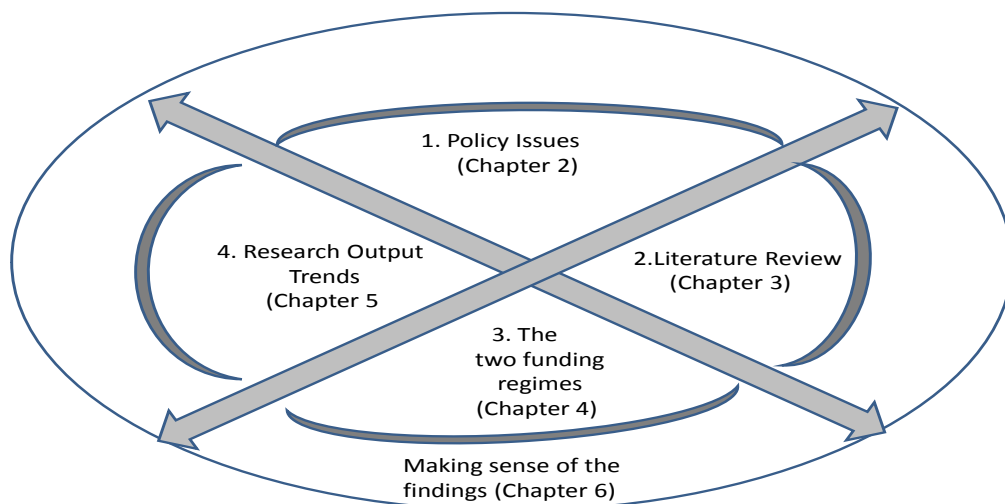 1. Policy Issues
(Chapter 2)
2.Literature Review
(Chapter 3)
3. The
two funding
regimes
(Chapter 4)
4. Research Output
Trends
(Chapter 5
Making sense of the
findings (Chapter 6)